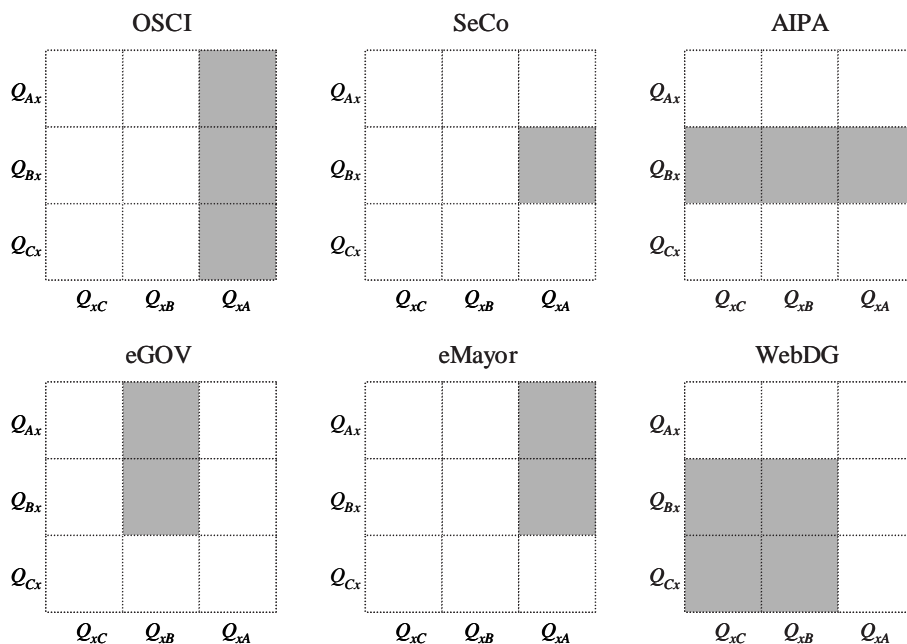 OSCI SeCo AIPA
Q_Ax Q_Ax Q_Ax
Q_Bx Q_Bx Q_Bx
Q_Cx Q_Cx Q_Cx
Q_xC Q_xB Q_xA Q_xC Q_xB Q_xA Q_xC Q_xB Q_xA
eGOV eMayor WebDG
Q_Ax Q_Ax Q_Ax
Q_Bx Q_Bx Q_Bx
Q_Cx Q_Cx Q_Cx
Q_xC Q_xB Q_xA Q_xC Q_xB Q_xA Q_xC Q_xB Q_xA